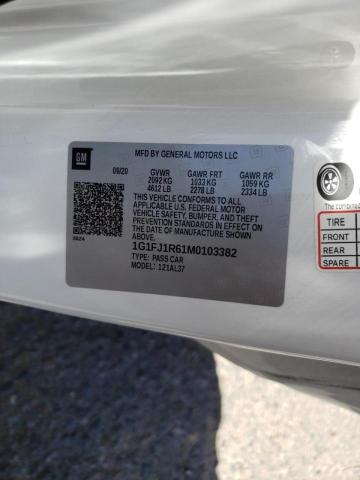 GM
MFD BY GENERAL MOTORS LLC
09/20
GVWR GAWR FRT GAWR RR
2092 KG 1033 KG 1059 KG
4612 LB 2278 LB 2334 LB
THIS VEHICLE CONFORMS TO ALL
APPLICABLE U.S. FEDERAL MOTOR
VEHICLE SAFETY, BUMPER, AND THEFT
PREVENTION STANDARDS IN EFFECT ON
THE DATE OF MANUFACTURE SHOWN
ABOVE.
1G1FJ1R61M0103382
TYPE: PASS CAR
MODEL: 121AL37
The combined
TIRE
FRONT
REAR
SPARE